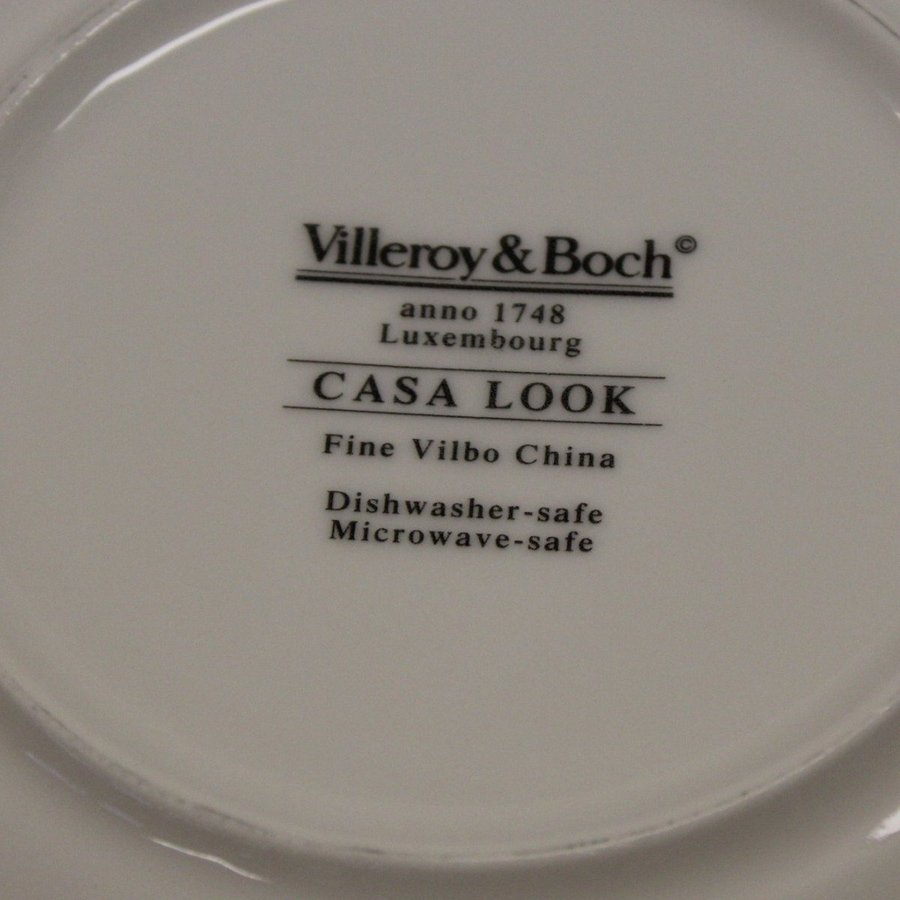 Villeroy & Boch©
anno 1748
Luxembourg
CASA LOOK
Fine Vilbo China
Dishwasher-safe
Microwave-safe